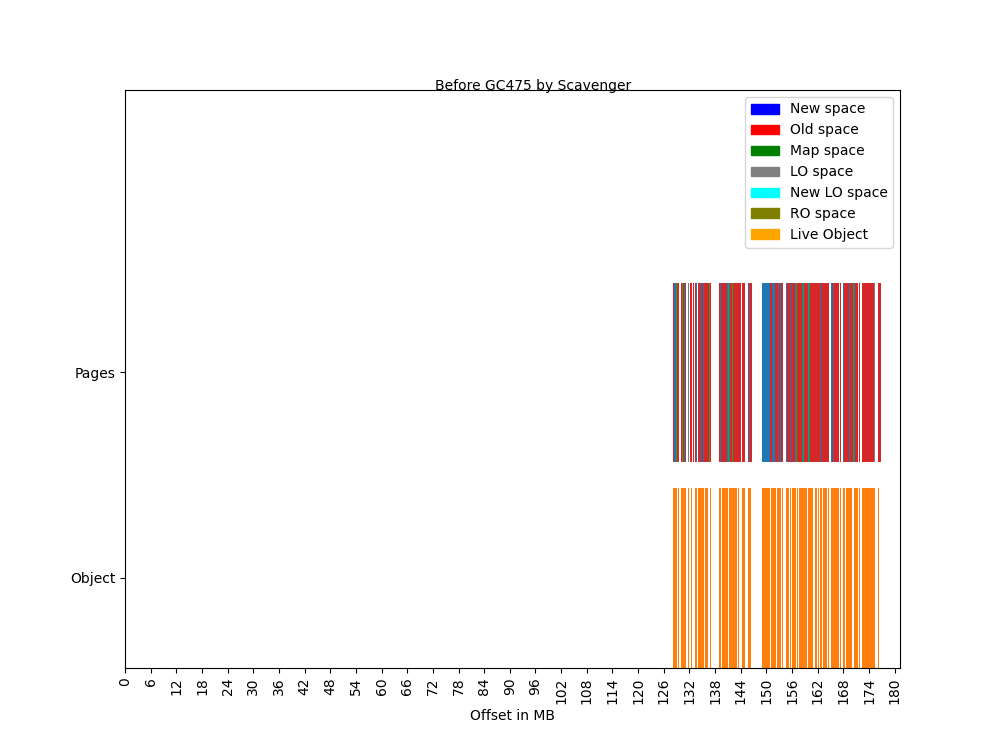 Before GC475 by Scavenger
New space
Old space
Map space
LO space
New LO space
RO space
Live Object
Pages
Object
0 6 12 18 24 30 36 42 48 54 60 66 72 78 84 90 96 102 108 114 120 126 132 138 144 150 156 162 168 174 180
Offset in MB